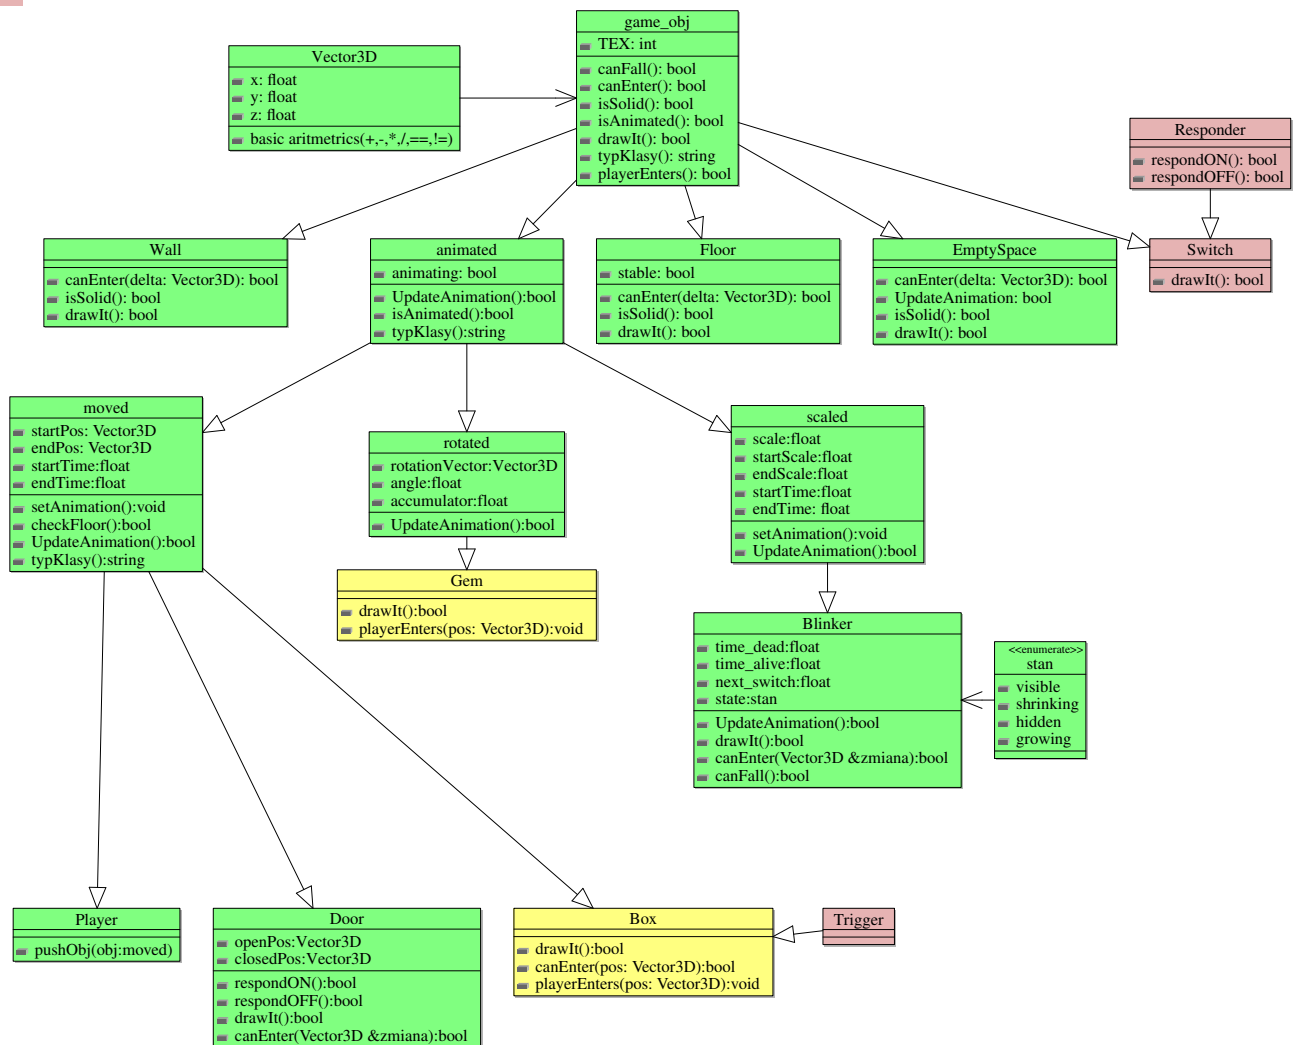 game_obj
TEX: int
canFall(): bool
canEnter(): bool
isSolid(): bool
isAnimated(): bool
drawIt(): bool
typKlasy(): string
playerEnters(): bool
Vector3D
x: float
y: float
z: float
basic aritmetrics(+,-,*,/,==,!=)
Responder
respondON(): bool
respondOFF(): bool
Wall
canEnter(delta: Vector3D): bool
isSolid(): bool
drawIt(): bool
animated
animating: bool
UpdateAnimation():bool
isAnimated():bool
typKlasy():string
Floor
stable: bool
canEnter(delta: Vector3D): bool
isSolid(): bool
drawIt(): bool
EmptySpace
canEnter(delta: Vector3D): bool
UpdateAnimation: bool
isSolid(): bool
drawIt(): bool
Switch
drawIt(): bool
moved
startPos: Vector3D
endPos: Vector3D
startTime:float
endTime:float
setAnimation():void
checkFloor():bool
UpdateAnimation():bool
typKlasy():string
rotated
rotationVector:Vector3D
angle:float
accumulator:float
UpdateAnimation():bool
scaled
scale:float
startScale:float
endScale:float
startTime:float
endTime: float
setAnimation():void
UpdateAnimation():bool
Gem
drawIt():bool
playerEnters(pos: Vector3D):void
Blinker
time_dead:float
time_alive:float
next_switch:float
state:stan
UpdateAnimation():bool
drawIt():bool
canEnter(Vector3D &zmiana):bool
canFall():bool
<<enumerate>>
stan
visible
shrinking
hidden
growing
Player
pushObj(obj:moved)
Door
openPos:Vector3D
closedPos:Vector3D
respondON():bool
respondOFF():bool
drawIt():bool
canEnter(Vector3D &zmiana):bool
Box
drawIt():bool
canEnter(pos: Vector3D):bool
playerEnters(pos: Vector3D):void
Trigger